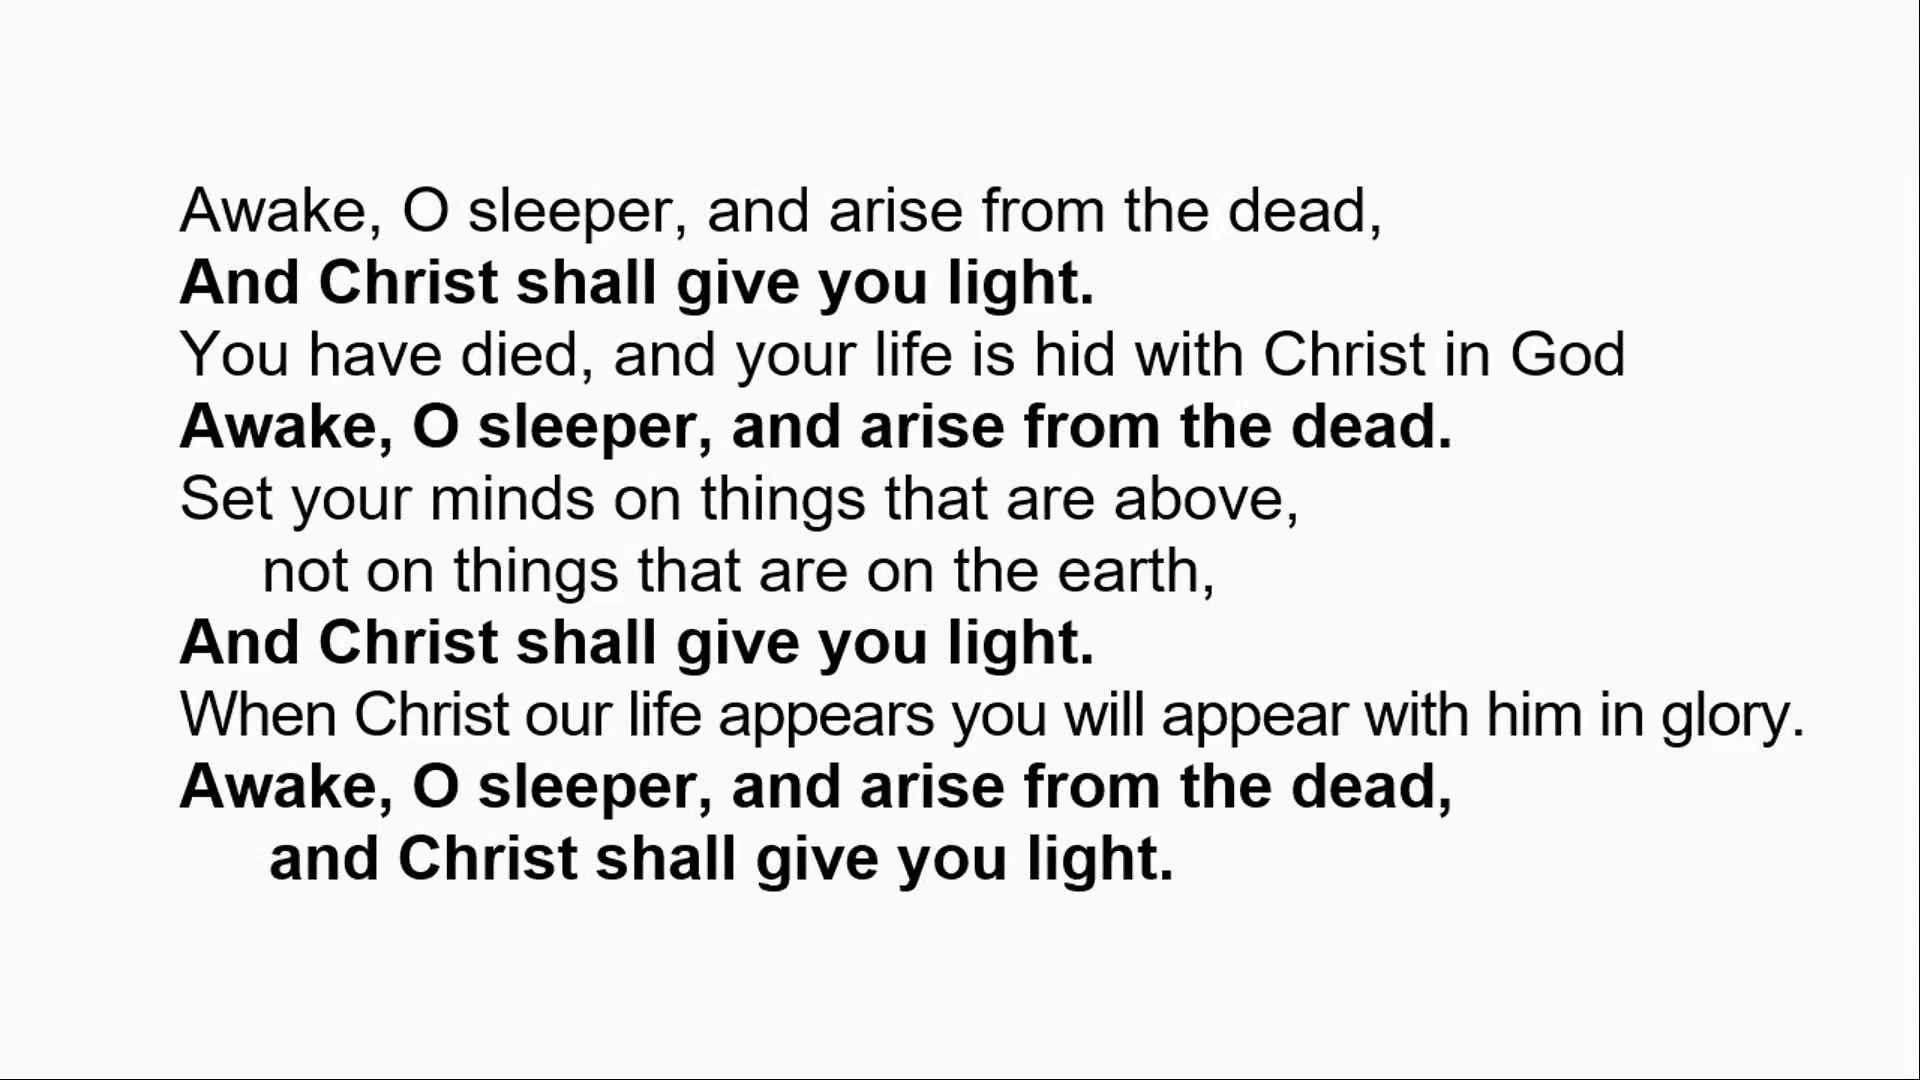 Awake, O sleeper, and arise from the dead,
And Christ shall give you light.
You have died, and your life is hid with Christ in God
Awake, O sleeper, and arise from the dead.
Set your minds on things that are above,
not on things that are on the earth,
And Christ shall give you light.
When Christ our life appears you will appear with him in glory.
Awake, O sleeper, and arise from the dead,
and Christ shall give you light.